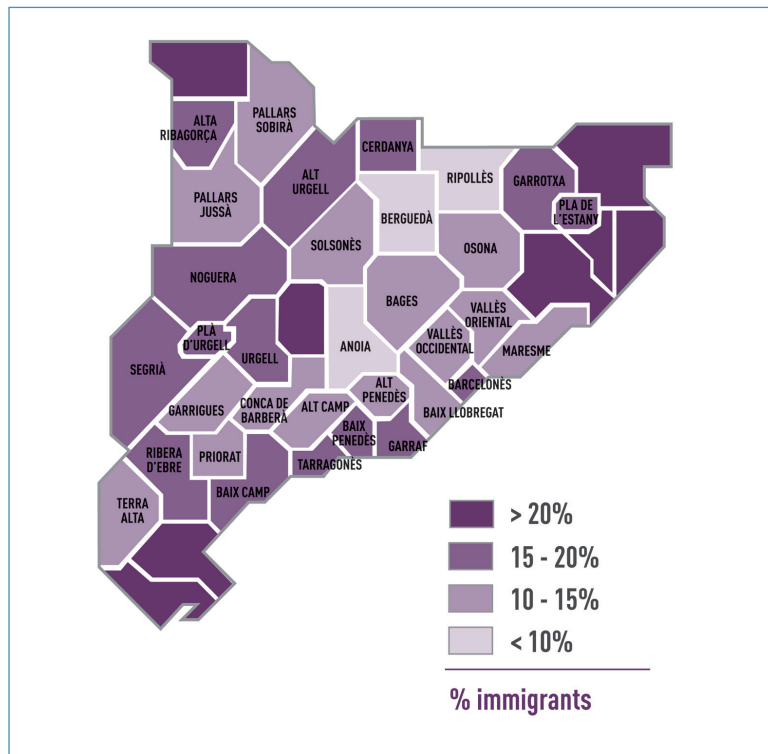 ALTA
RIBAGORÇA
PALLARS
SOBIRÀ
CERDANYA
ALT
URGELL
RIPOLLÈS
GARROTXA
PALLARS
JUSSÀ
BERGUEDÀ
PLA DE
L'ESTANY
SOLSONÈS
OSONA
NOGUERA
BAGES
VALLÈS
ORIENTAL
PLÀ
D'URGELL
URGELL
ANOIA
VALLÈS
OCCIDENTAL
MARESME
SEGRIÀ
ALT
PENEDÈS
BARCELONÈS
GARRIGUES
CONCA DE
BARBERÀ
ALT CAMP
BAIX LLOBREGAT
BAIX
PENEDÈS
GARRAF
RIBERA
D'EBRE
PRIORAT
TARRAGONÈS
BAIX CAMP
TERRA
ALTA
> 20%
15 - 20%
10 - 15%
< 10%
% immigrants